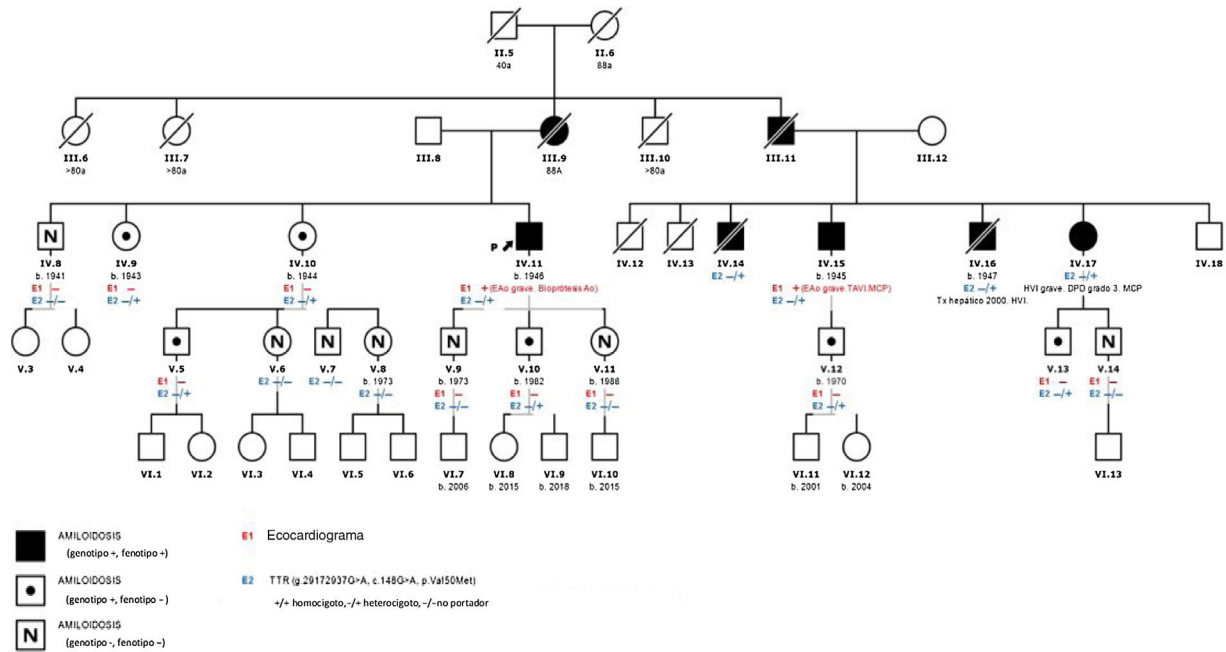 II.5 II.6
40a 88a
III.6 III.7 III.8 III.9 III.10 III.11 III.12
>80a >80a 88A >80a
N P
IV.8 IV.9 IV.10 IV.11 IV.12 IV.13 IV.14 IV.15 IV.16 IV.17 IV.18
b. 1941 b. 1943 b. 1944 b. 1946 E2 −/+ b. 1945 b. 1947 E2 −/+
E1 − E1 − E1 − E1 + (EAo grave. Bioprótesis Ao) E1 + (EAo grave.TAVI.MCP) E2 −/+ HVI grave. DPD grado 3. MCP
E2 −/− E2 −/+ E2 −/+ E2 −/+ E2 −/+ Tx hepático 2000. HVI.
N N N N N N
V.3 V.4 V.5 V.6 V.7 V.8 V.9 V.10 V.11 V.12 V.13 V.14
E1 − E2 −/− E2 −/− b. 1973 b. 1973 b. 1982 b. 1988 b. 1970 E1 − E1 −
E2 −/+ E2 −/− E1 − E1 − E1 − E1 − E2 −/+ E2 −/−
E2 −/− E2 −/+ E2 −/− E2 −/+
VI.1 VI.2 VI.3 VI.4 VI.5 VI.6 VI.7 VI.8 VI.9 VI.10 VI.11 VI.12 VI.13
b. 2006 b. 2015 b. 2018 b. 2015 b. 2001 b. 2004
AMILOIDOSIS
(genotipo +, fenotipo +)
E1 Ecocardiograma
AMILOIDOSIS
(genotipo +, fenotipo −)
E2 TTR (g.29172937G>A, c.148G>A, p.Val50Met)
+/+ homocigoto, −/+ heterocigoto, −/− no portador
N
AMILOIDOSIS
(genotipo -, fenotipo −)